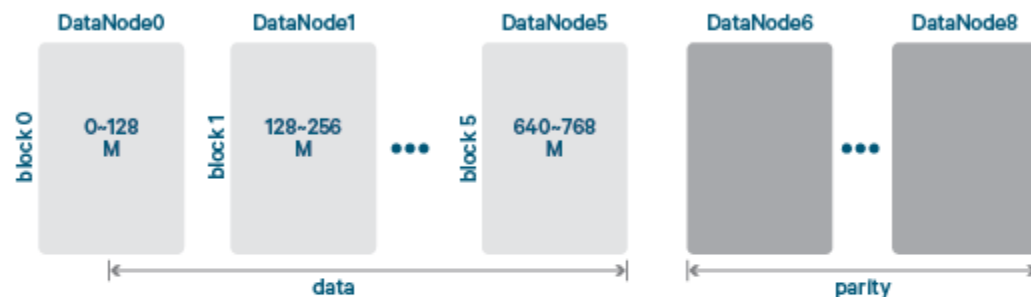 DataNode0
DataNode1
DataNode5
DataNode6
DataNode8
block 0
0~128
M
block 1
128~256
M
•••
block 5
640~768
M
•••
data
parity